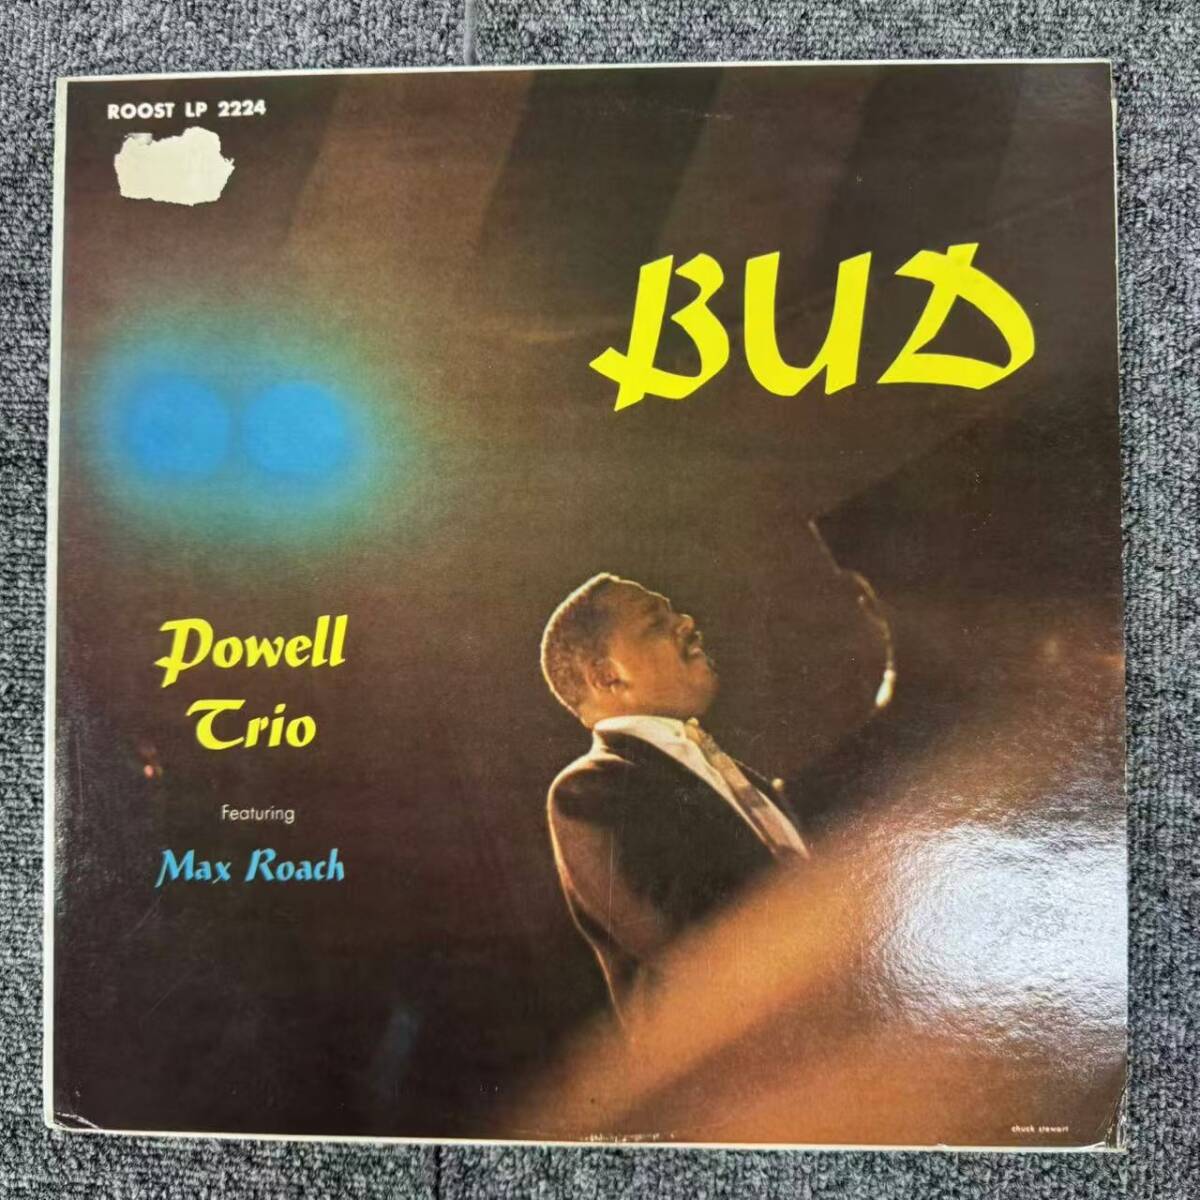 ROOST LP 2224
BUD
Powell
Trio
Featuring
Max Roach
chuck stewart